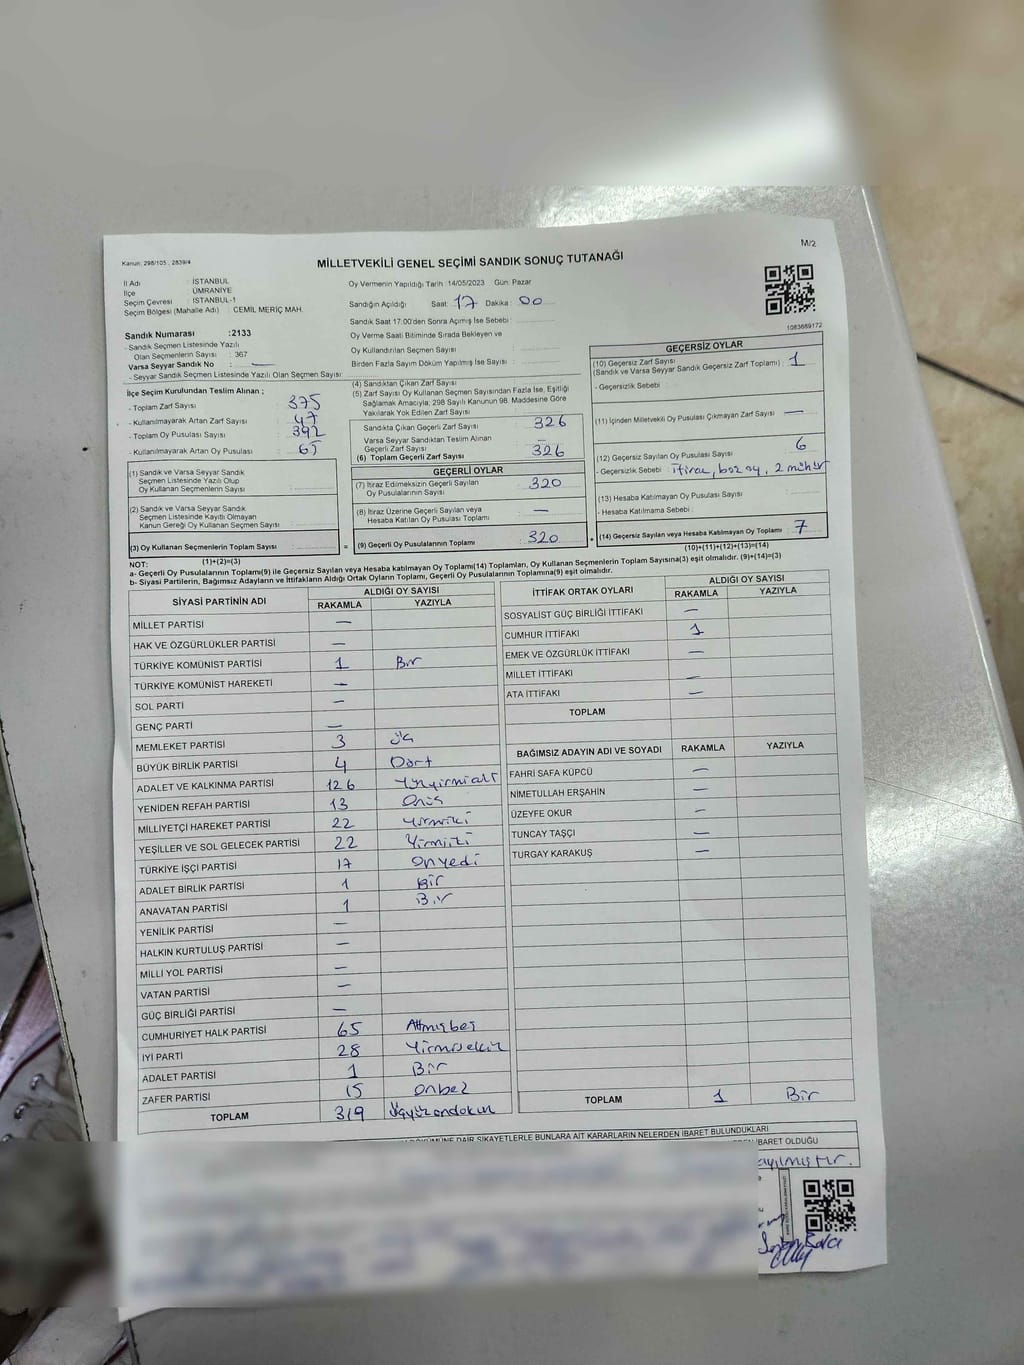 M/2
Kanun: 298/105 , 2839/4
MİLLETVEKİLİ GENEL SEÇİMİ SANDIK SONUÇ TUTANAĞI
İl Adı : İSTANBUL
İlçe : ÜMRANİYE
Seçim Çevresi : İSTANBUL-1
Seçim Bölgesi (Mahalle Adı) : CEMİL MERİÇ MAH.
Sandık Numarası :2133
- Sandık Seçmen Listesinde Yazılı
Olan Seçmenlerin Sayısı : 367
Varsa Seyyar Sandık No : —
- Seyyar Sandık Seçmen Listesinde Yazılı Olan Seçmen Sayısı:
Oy Vermenin Yapıldığı Tarih : 14/05/2023 Gün: Pazar
Sandığın Açıldığı Saat: 17 Dakika : 00
Sandık Saat 17:00'den Sonra Açılmış İse Sebebi :
Oy Verme Saati Bitiminde Sırada Bekleyen ve
Oy Kullandırılan Seçmen Sayısı :
Birden Fazla Sayım Döküm Yapılmış İse Sayısı :
1083689172
İlçe Seçim Kurulundan Teslim Alınan ;
- Toplam Zarf Sayısı : 375
- Kullanılmayarak Artan Zarf Sayısı : 47
- Toplam Oy Pusulası Sayısı : 392
- Kullanılmayarak Artan Oy Pusulası : 65
(1) Sandık ve Varsa Seyyar Sandık
Seçmen Listesinde Yazılı Olup
Oy Kullanan Seçmenlerin Sayısı :
(2) Sandık ve Varsa Seyyar Sandık
Seçmen Listesinde Kayıtlı Olmayan
Kanun Gereği Oy Kullanan Seçmen Sayısı :
(3) Oy Kullanan Seçmenlerin Toplam Sayısı :
(1)+(2)=(3)
(4) Sandıktan Çıkan Zarf Sayısı
(5) Zarf Sayısı Oy Kullanan Seçmen Sayısından Fazla İse, Eşitliği
Sağlamak Amacıyla; 298 Sayılı Kanunun 98. Maddesine Göre
Yakılarak Yok Edilen Zarf Sayısı :
Sandıkta Çıkan Geçerli Zarf Sayısı : 326
Varsa Seyyar Sandıktan Teslim Alınan
Geçerli Zarf Sayısı : —
(6) Toplam Geçerli Zarf Sayısı : 326
GEÇERLİ OYLAR
(7) İtiraz Edilmeksizin Geçerli Sayılan
Oy Pusulalarının Sayısı : 320
(8) İtiraz Üzerine Geçerli Sayılan veya
Hesaba Katılan Oy Pusulası Toplamı : —
= (9) Geçerli Oy Pusulalarının Toplamı : 320
GEÇERSİZ OYLAR
(10) Geçersiz Zarf Sayısı
(Sandık ve Varsa Seyyar Sandık Geçersiz Zarf Toplamı) : 1
- Geçersizlik Sebebi :
(11) İçinden Milletvekili Oy Pusulası Çıkmayan Zarf Sayısı : —
(12) Geçersiz Sayılan Oy Pusulası Sayısı : 6
- Geçersizlik Sebebi : itiraz, boz oy, 2 mühür
(13) Hesaba Katılmayan Oy Pusulası Sayısı :
- Hesaba Katılmama Sebebi :
+ (14) Geçersiz Sayılan veya Hesaba Katılmayan Oy Toplamı : 7
(10)+(11)+(12)+(13)=(14)
NOT:
a- Geçerli Oy Pusulalarının Toplamı(9) ile Geçersiz Sayılan veya Hesaba katılmayan Oy Toplamı(14) Toplamları, Oy Kullanan Seçmenlerin Toplam Sayısına(3) eşit olmalıdır. (9)+(14)=(3)
b- Siyasi Partilerin, Bağımsız Adayların ve İttifakların Aldığı Ortak Oyların Toplamı, Geçerli Oy Pusulalarının Toplamına(9) eşit olmalıdır.
SİYASİ PARTİNİN ADI ALDIĞI OY SAYISI
RAKAMLA YAZIYLA
MİLLET PARTİSİ —
HAK VE ÖZGÜRLÜKLER PARTİSİ —
TÜRKİYE KOMÜNİST PARTİSİ 1 Bir
TÜRKİYE KOMÜNİST HAREKETİ —
SOL PARTİ —
GENÇ PARTİ —
MEMLEKET PARTİSİ 3 Üç
BÜYÜK BİRLİK PARTİSİ 4 Dört
ADALET VE KALKINMA PARTİSİ 126 Yüzyirmialtı
YENİDEN REFAH PARTİSİ 13 Onüç
MİLLİYETÇİ HAREKET PARTİSİ 22 Yirmiiki
YEŞİLLER VE SOL GELECEK PARTİSİ 22 Yirmiiki
TÜRKİYE İŞÇİ PARTİSİ 17 Onyedi
ADALET BİRLİK PARTİSİ 1 Bir
ANAVATAN PARTİSİ 1 Bir
YENİLİK PARTİSİ —
HALKIN KURTULUŞ PARTİSİ —
MİLLİ YOL PARTİSİ —
VATAN PARTİSİ —
GÜÇ BİRLİĞİ PARTİSİ —
CUMHURİYET HALK PARTİSİ 65 Altmışbeş
İYİ PARTİ 28 Yirmisekiz
ADALET PARTİSİ 1 Bir
ZAFER PARTİSİ 15 Onbeş
TOPLAM 319 Üçyüzondokuz
İTTİFAK ORTAK OYLARI ALDIĞI OY SAYISI
RAKAMLA YAZIYLA
SOSYALİST GÜÇ BİRLİĞİ İTTİFAKI —
CUMHUR İTTİFAKI 1
EMEK VE ÖZGÜRLÜK İTTİFAKI —
MİLLET İTTİFAKI —
ATA İTTİFAKI —
TOPLAM
BAĞIMSIZ ADAYIN ADI VE SOYADI RAKAMLA YAZIYLA
FAHRİ SAFA KÜPCÜ —
NİMETULLAH ERŞAHİN —
ÜZEYFE OKUR —
TUNCAY TAŞÇI —
TURGAY KARAKUŞ —
TOPLAM 1 Bir
DÖKÜMÜNE DAİR ŞİKAYETLERLE BUNLARA AİT KARARLARIN NELERDEN İBARET BULUNDUKLARI
İBARET OLDUĞU